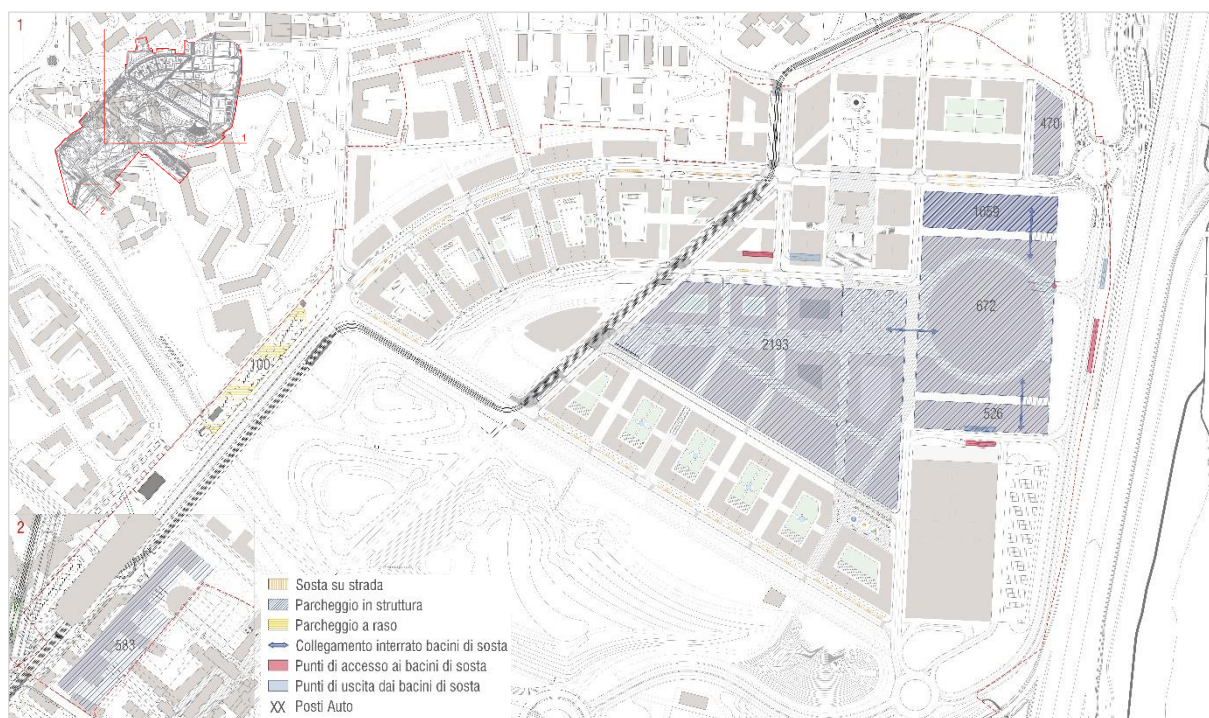 1
1
2
470
1659
672
2193
526
100
2
583
Sosta su strada
Parcheggio in struttura
Parcheggio a raso
Collegamento interrato bacini di sosta
Punti di accesso ai bacini di sosta
Punti di uscita dai bacini di sosta
XX Posti Auto